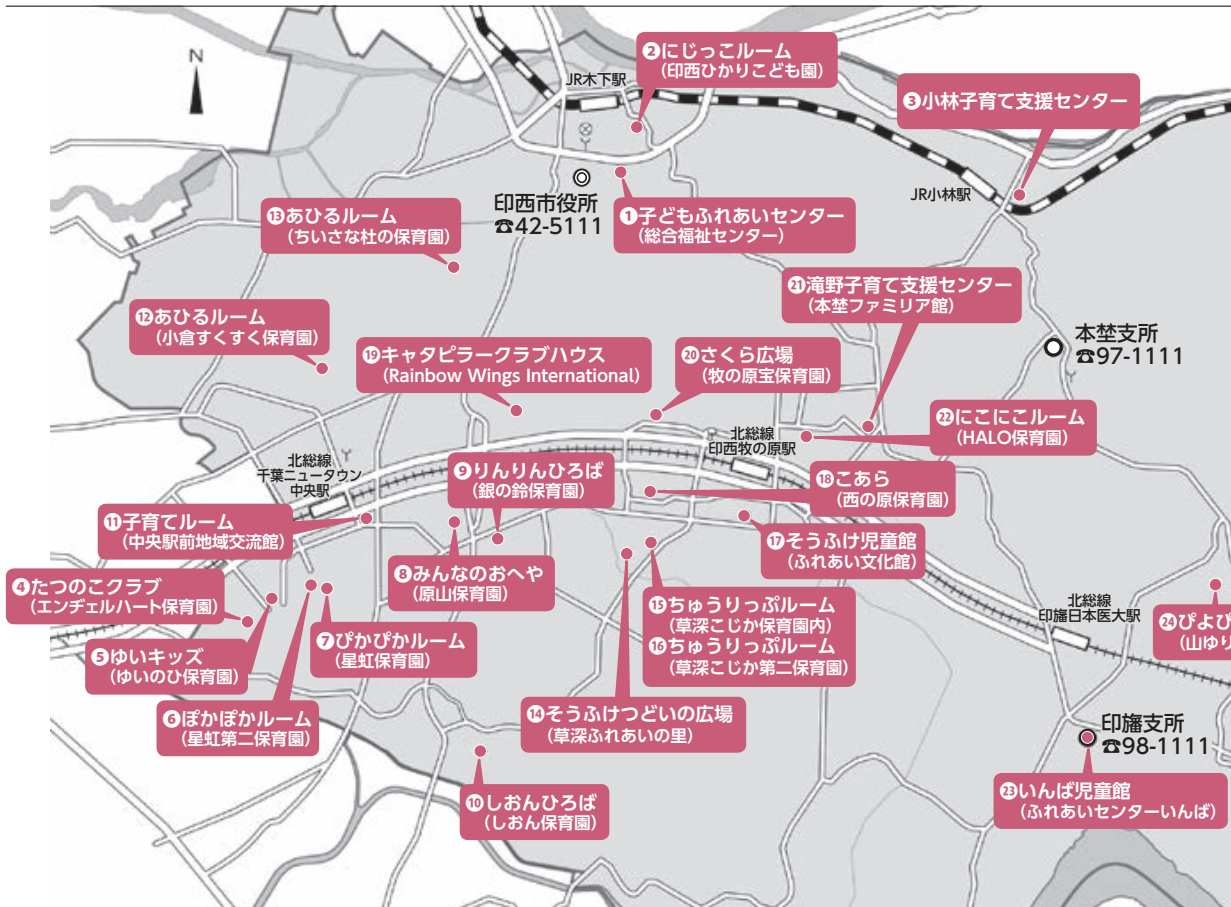 N
JR木下駅
❷にじっこルーム
(印西ひかりこども園)
❸小林子育て支援センター
JR小林駅
印西市役所
☎42-5111
❶子どもふれあいセンター
(総合福祉センター)
⓭あひるルーム
(ちいさな杜の保育園)
㉑滝野子育て支援センター
(本埜ファミリア館)
⓬あひるルーム
(小倉すくすく保育園)
本埜支所
☎97-1111
⓳キャタピラークラブハウス
(Rainbow Wings International)
⓴さくら広場
(牧の原宝保育園)
㉒にこにこルーム
(HALO保育園)
北総線
印西牧の原駅
北総線
千葉ニュータウン
中央駅
❾りんりんひろば
(銀の鈴保育園)
⓲こあら
(西の原保育園)
⓫子育てルーム
(中央駅前地域交流館)
⓱そうふけ児童館
(ふれあい文化館)
❽みんなのおへや
(原山保育園)
❹たつのこクラブ
(エンヂェルハート保育園)
❼ぴかぴかルーム
(星虹保育園)
⓯ちゅうりっぷルーム
(草深こじか保育園内)
⓰ちゅうりっぷルーム
(草深こじか第二保育園)
北総線
印旛日本医大駅
㉔ぴよぴ
(山ゆり
❺ゆいキッズ
(ゆいのひ保育園)
❻ぽかぽかルーム
(星虹第二保育園)
⓮そうふけつどいの広場
(草深ふれあいの里)
印旛支所
☎98-1111
❿しおんひろば
(しおん保育園)
㉓いんば児童館
(ふれあいセンターいんば)